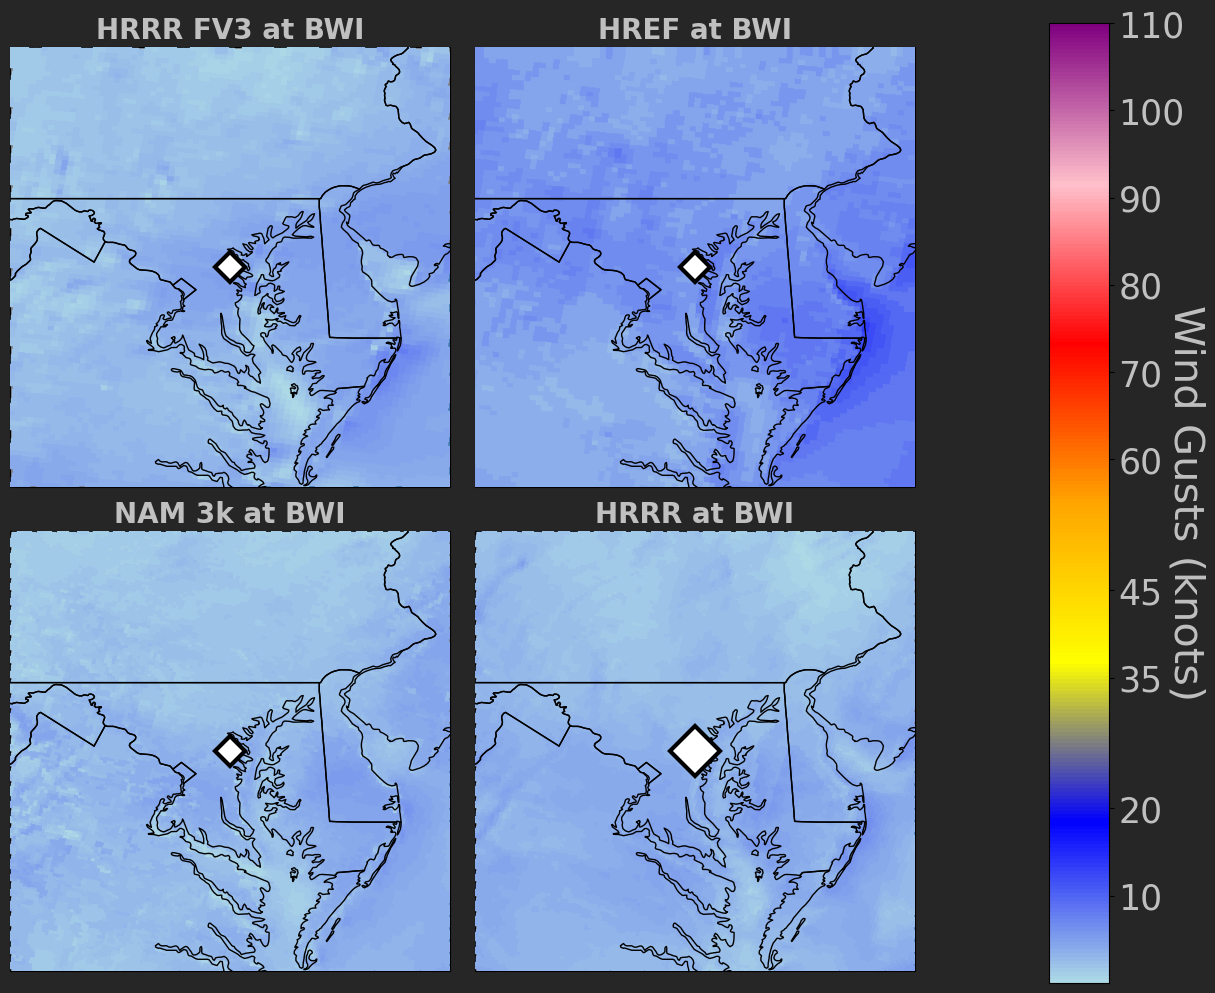 HRRR FV3 at BWI
HREF at BWI
NAM 3k at BWI
HRRR at BWI
110
100
90
80
70
60
45
35
20
10
Wind Gusts (knots)